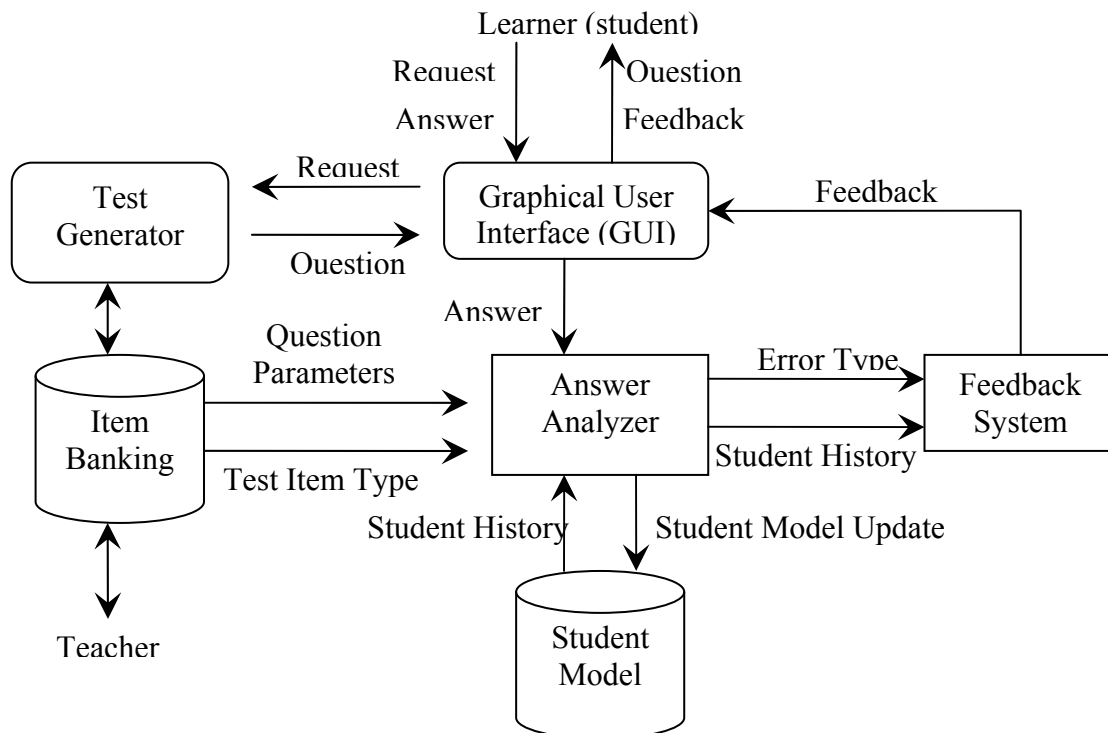 Learner (student)
Request
Question
Answer
Feedback
Request
Test
Generator
Graphical User
Interface (GUI)
Feedback
Question
Answer
Question
Parameters
Error Type
Item
Banking
Answer
Analyzer
Feedback
System
Test Item Type
Student History
Student History
Student Model Update
Teacher
Student
Model